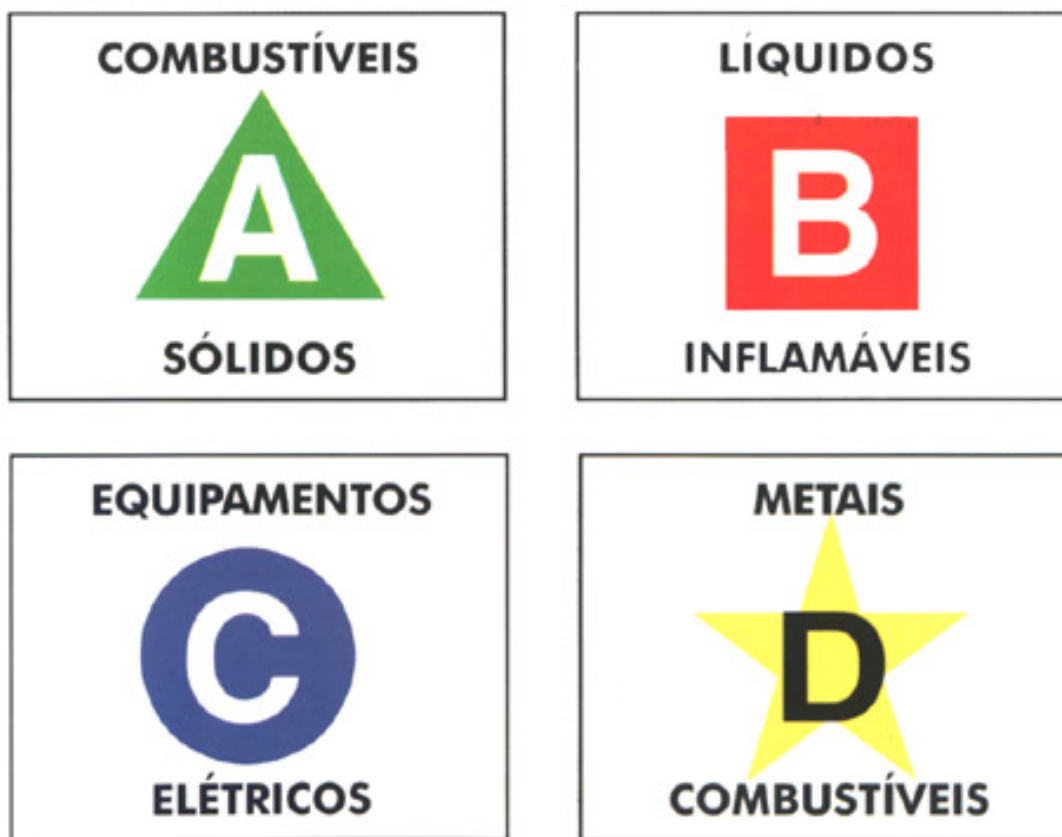 COMBUSTÍVEIS
A
SÓLIDOS
LÍQUIDOS
B
INFLAMÁVEIS
EQUIPAMENTOS
C
ELÉTRICOS
METAIS
D
COMBUSTÍVEIS